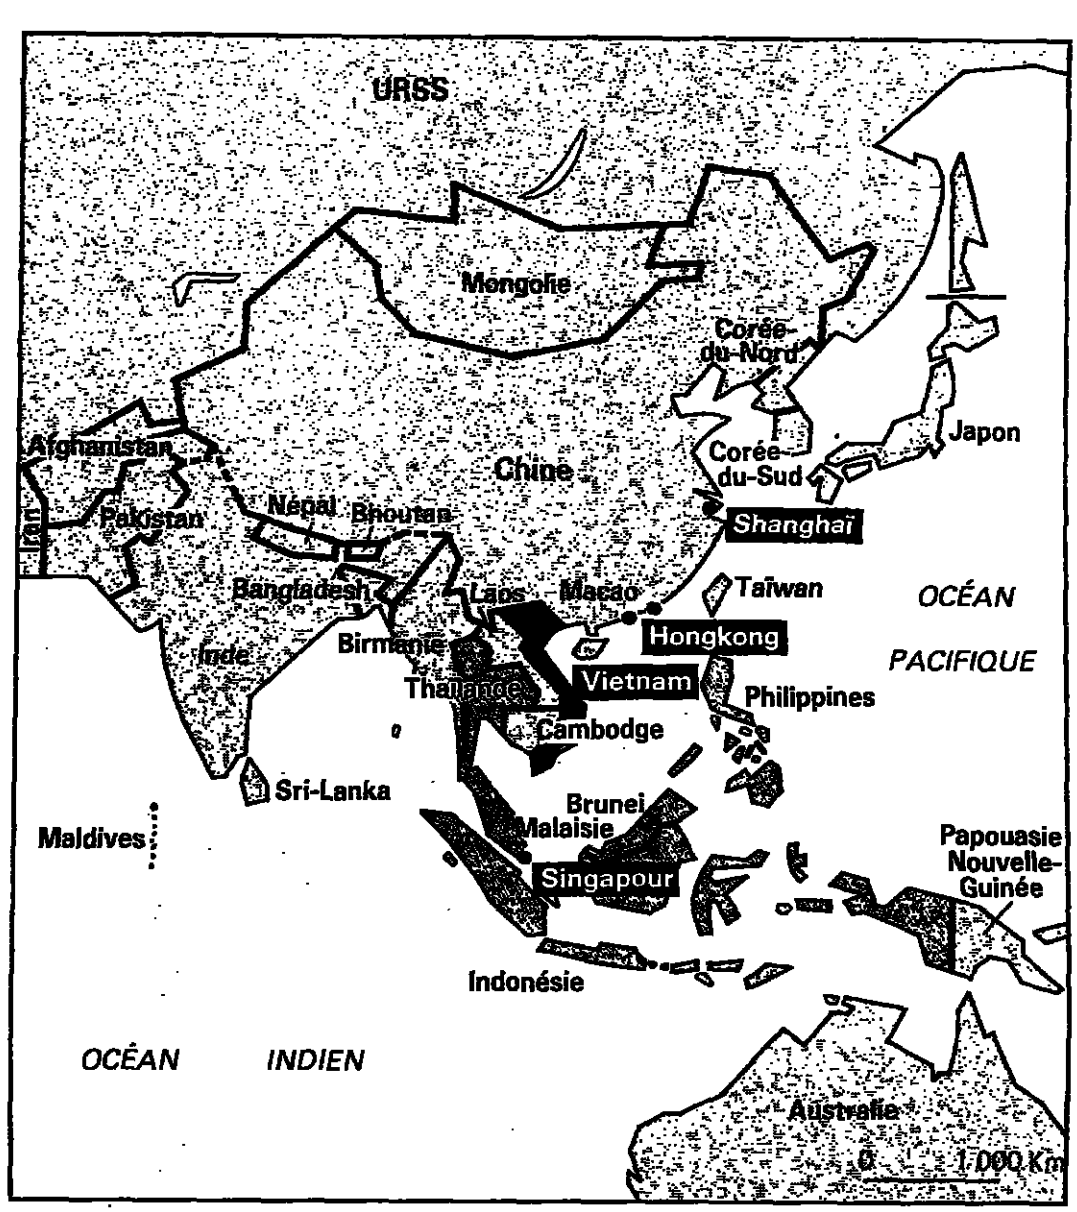 URSS
Mongolie
Corée-
du-Nord
Afghanistan
Japon
Chine
Corée-
du-Sud
Népal
Bhoutan
Iran
Pakistan
Shanghaï
Bangladesh
Laos
Macao
Taïwan
OCÉAN
Birmanie
Hongkong
Inde
PACIFIQUE
Thaïlande
Vietnam
Philippines
Cambodge
Sri-Lanka
Brunei
Malaisie
Maldives
Papouasie
Nouvelle-
Guinée
Singapour
Indonésie
OCÉAN INDIEN
Australie
0 1 000 Km